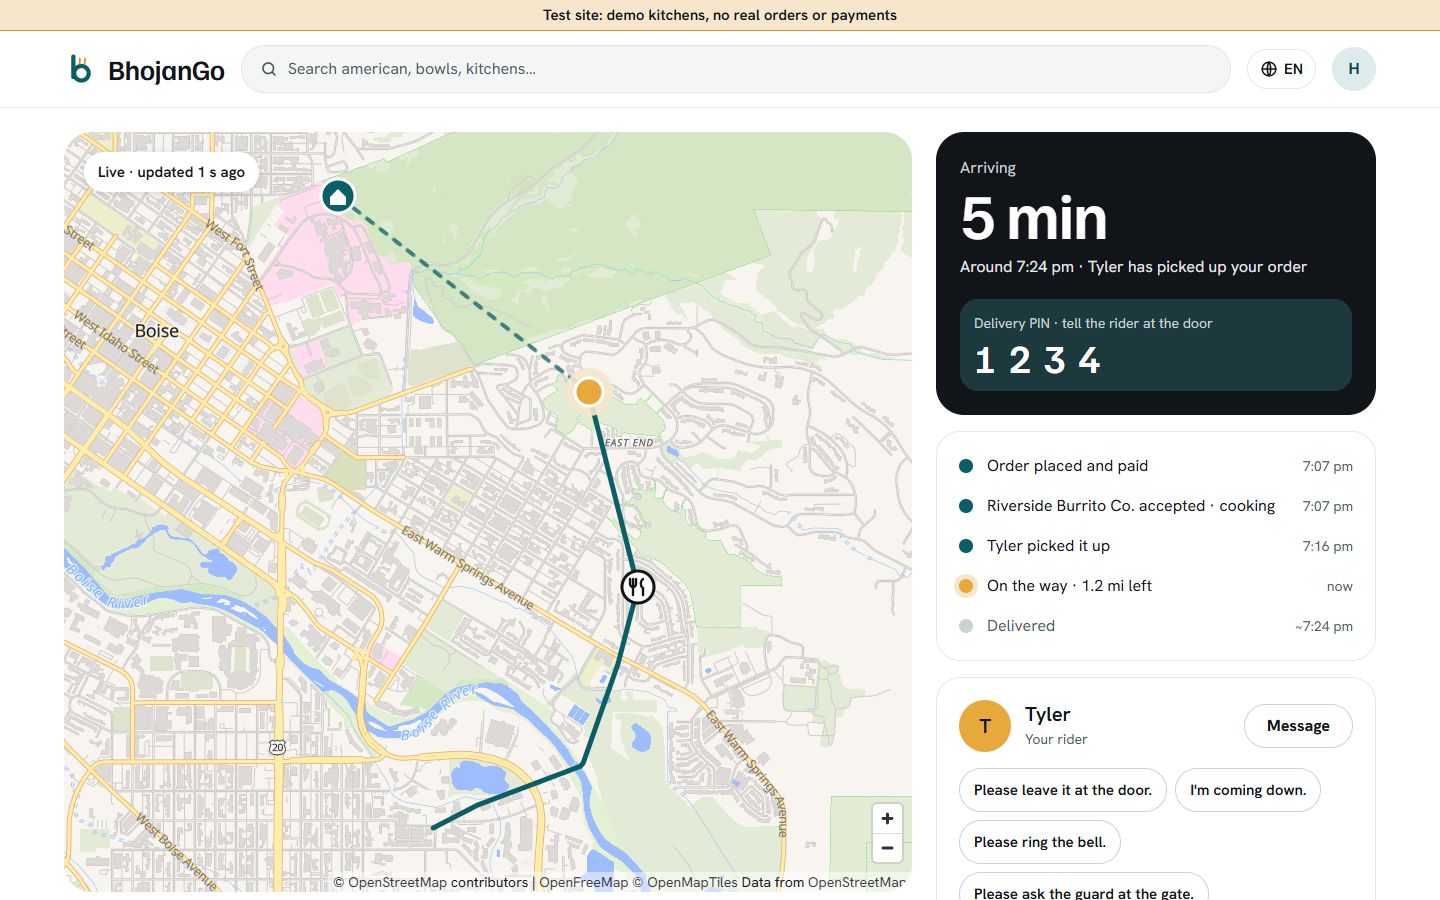 Test site: demo kitchens, no real orders or payments
BhojanGo
Search american, bowls, kitchens...
EN
H
Live · updated 1 s ago
Street
West Fort Street
Boise
West Idaho Street
treet
EAST END
East Warm Springs Avenue
Boise River
Boise River
20
East Warm Springs Avenue
West Boise Avenue
+
−
© OpenStreetMap contributors | OpenFreeMap © OpenMapTiles Data from OpenStreetMap
Arriving
5 min
Around 7:24 pm · Tyler has picked up your order
Delivery PIN · tell the rider at the door
1 2 3 4
Order placed and paid 7:07 pm
Riverside Burrito Co. accepted · cooking 7:07 pm
Tyler picked it up 7:16 pm
On the way · 1.2 mi left now
Delivered ~7:24 pm
T
Tyler
Your rider
Message
Please leave it at the door.
I'm coming down.
Please ring the bell.
Please ask the guard at the gate.